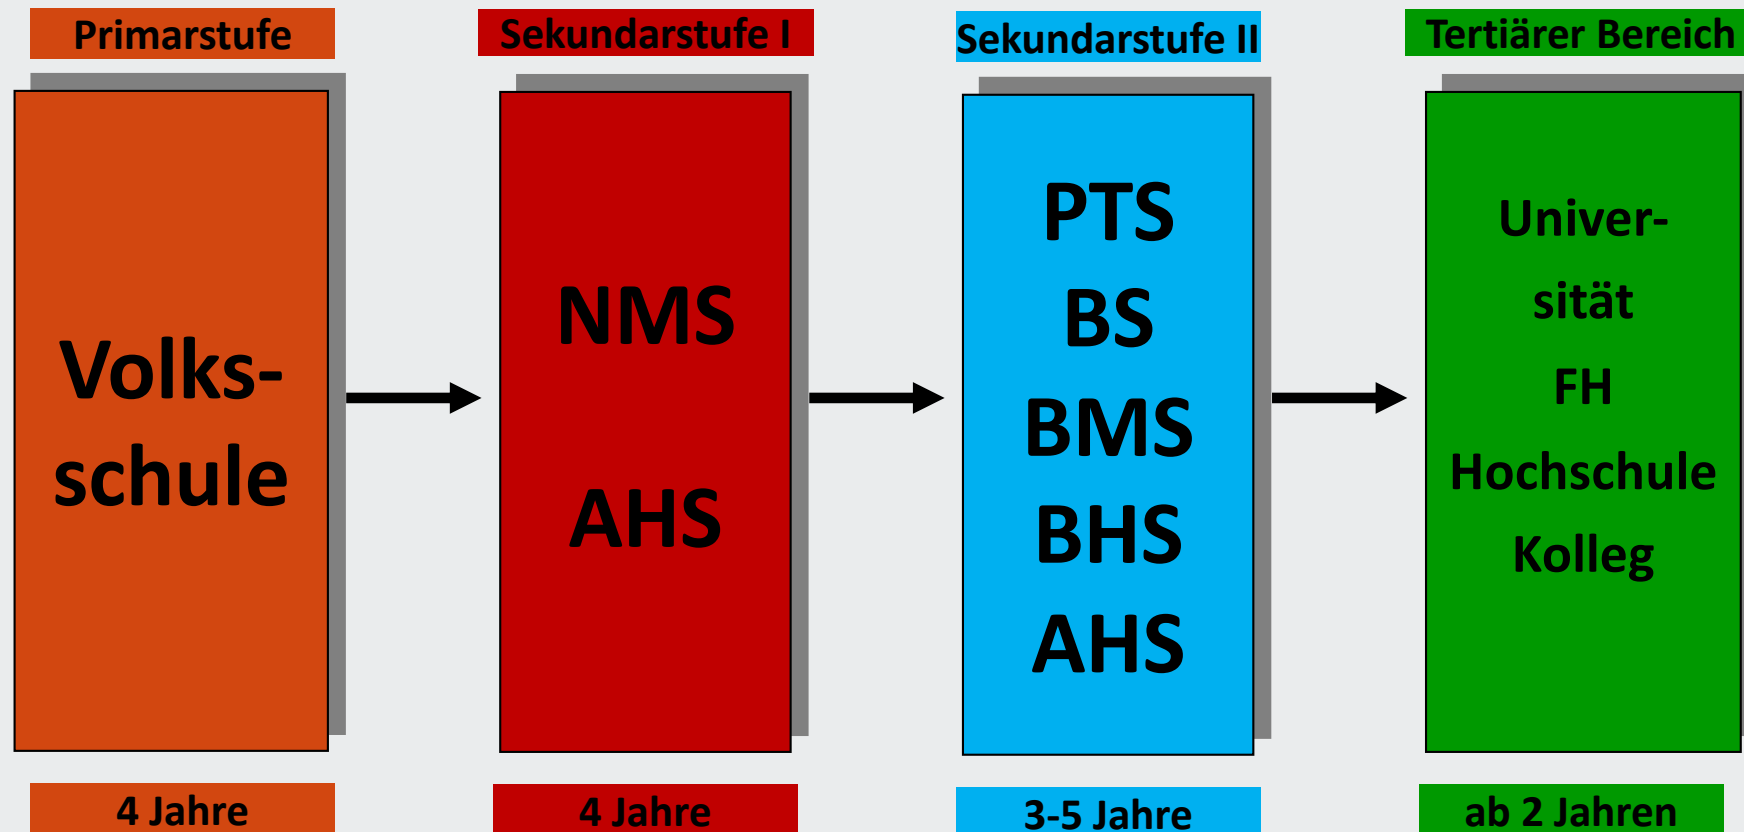 Primarstufe
Volks-
schule
4 Jahre
Sekundarstufe I
NMS
AHS
4 Jahre
Sekundarstufe II
PTS
BS
BMS
BHS
AHS
3-5 Jahre
Tertiärer Bereich
Univer-
sität
FH
Hochschule
Kolleg
ab 2 Jahren